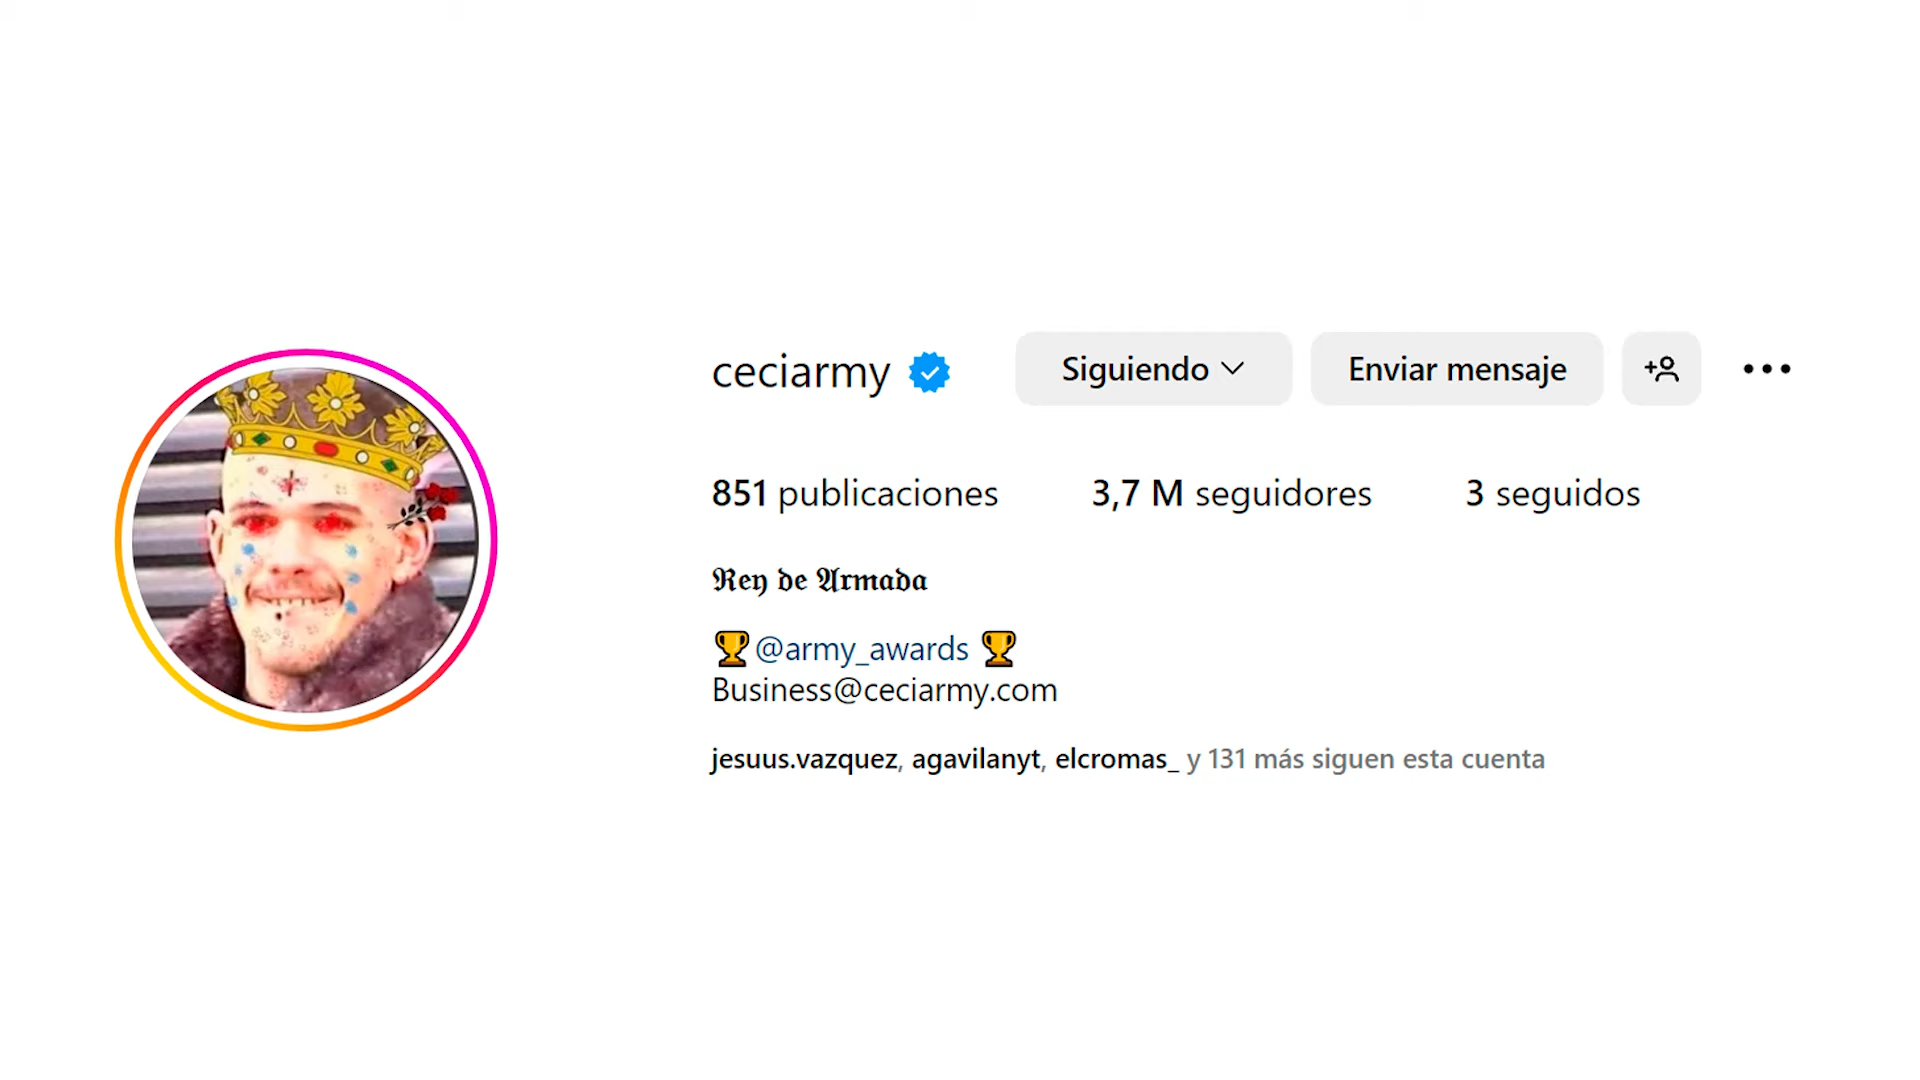 ceciarmy Siguiendo Enviar mensaje
851 publicaciones 3,7 M seguidores 3 seguidos
𝕽𝖊𝖞 𝖉𝖊 𝕬𝖗𝖒𝖆𝖉𝖆
🏆@army_awards 🏆
Business@ceciarmy.com
jesuus.vazquez, agavilanyt, elcromas_ y 131 más siguen esta cuenta